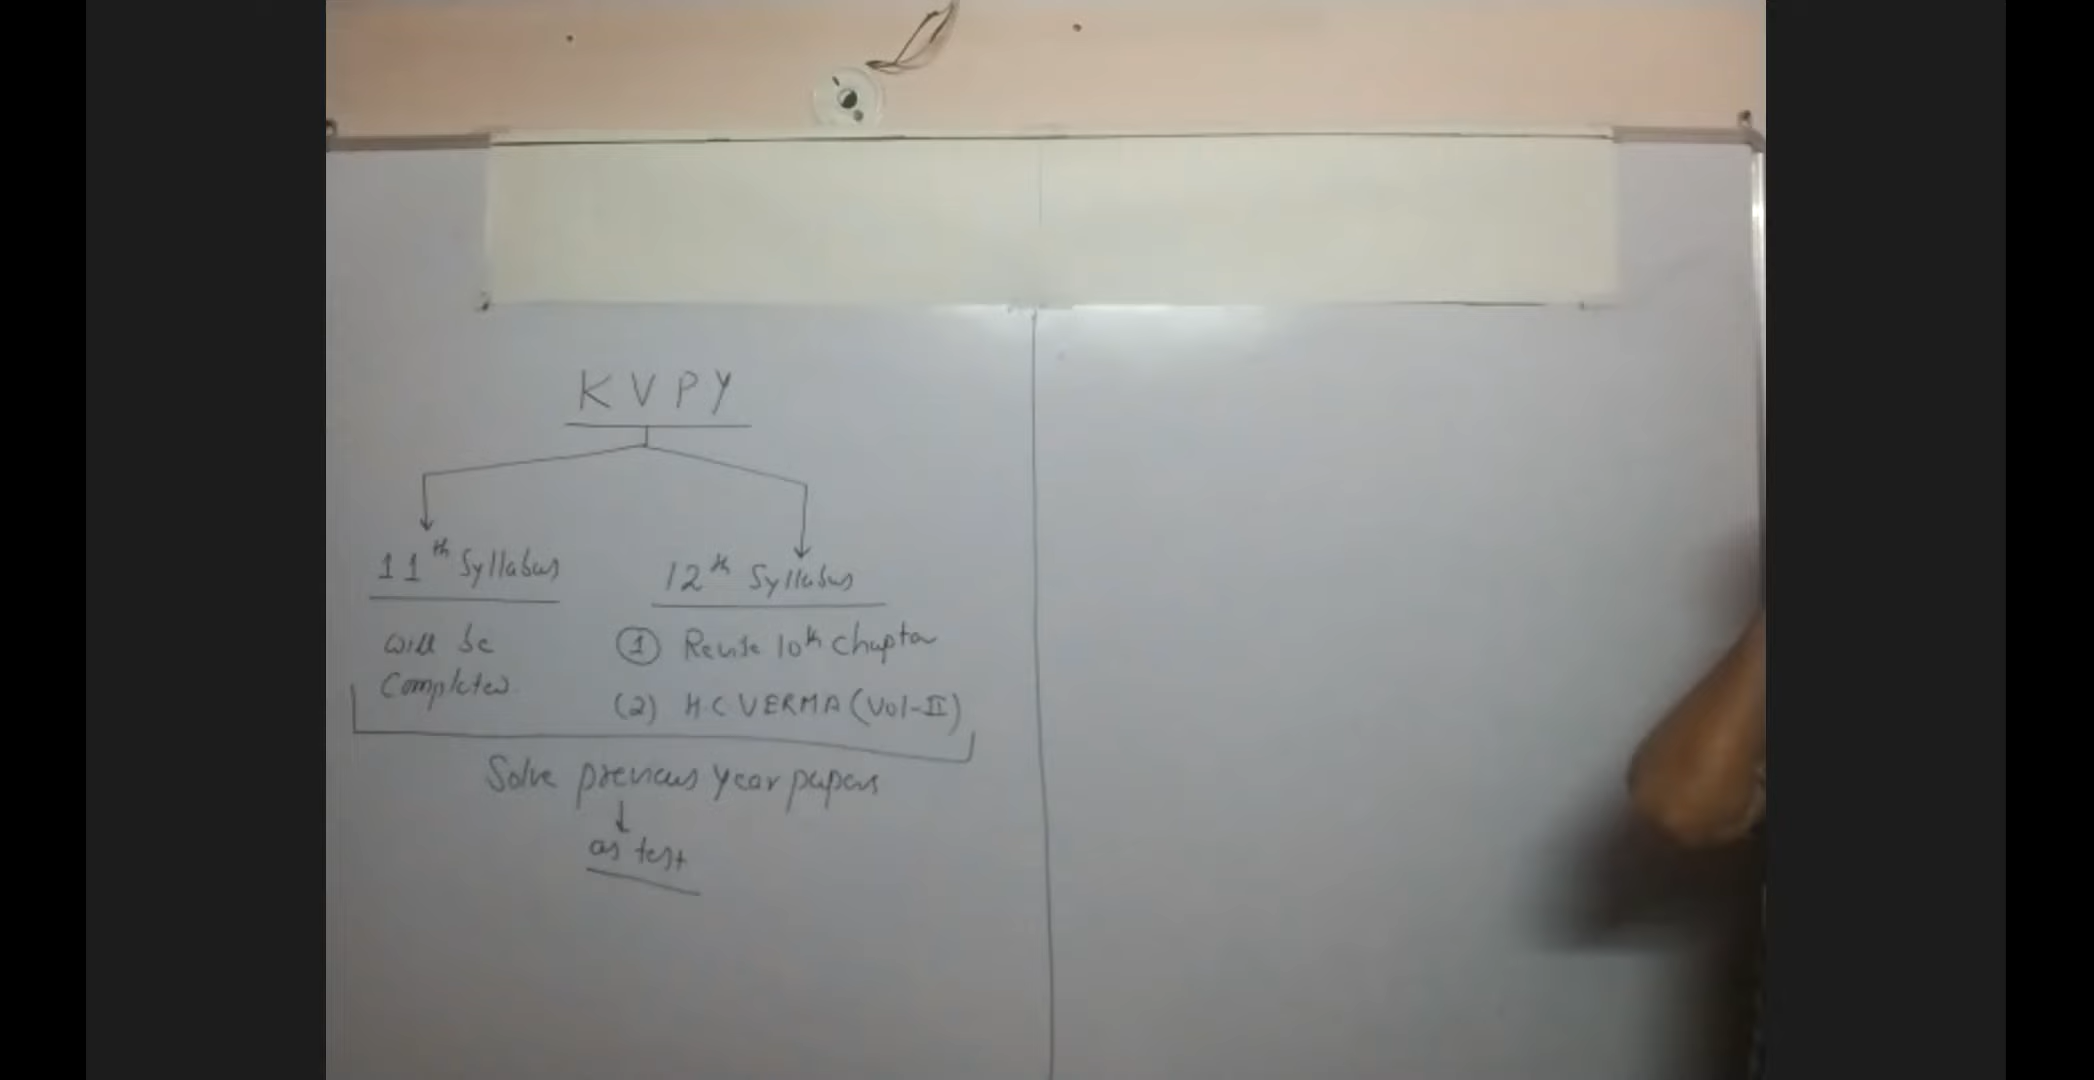 K V P Y
11th Syllabus
will be
Completed
12th Syllabus
① Revise 10th Chapter
(2) H.C VERMA (Vol-II)
Solve previous year papers
↓
as test